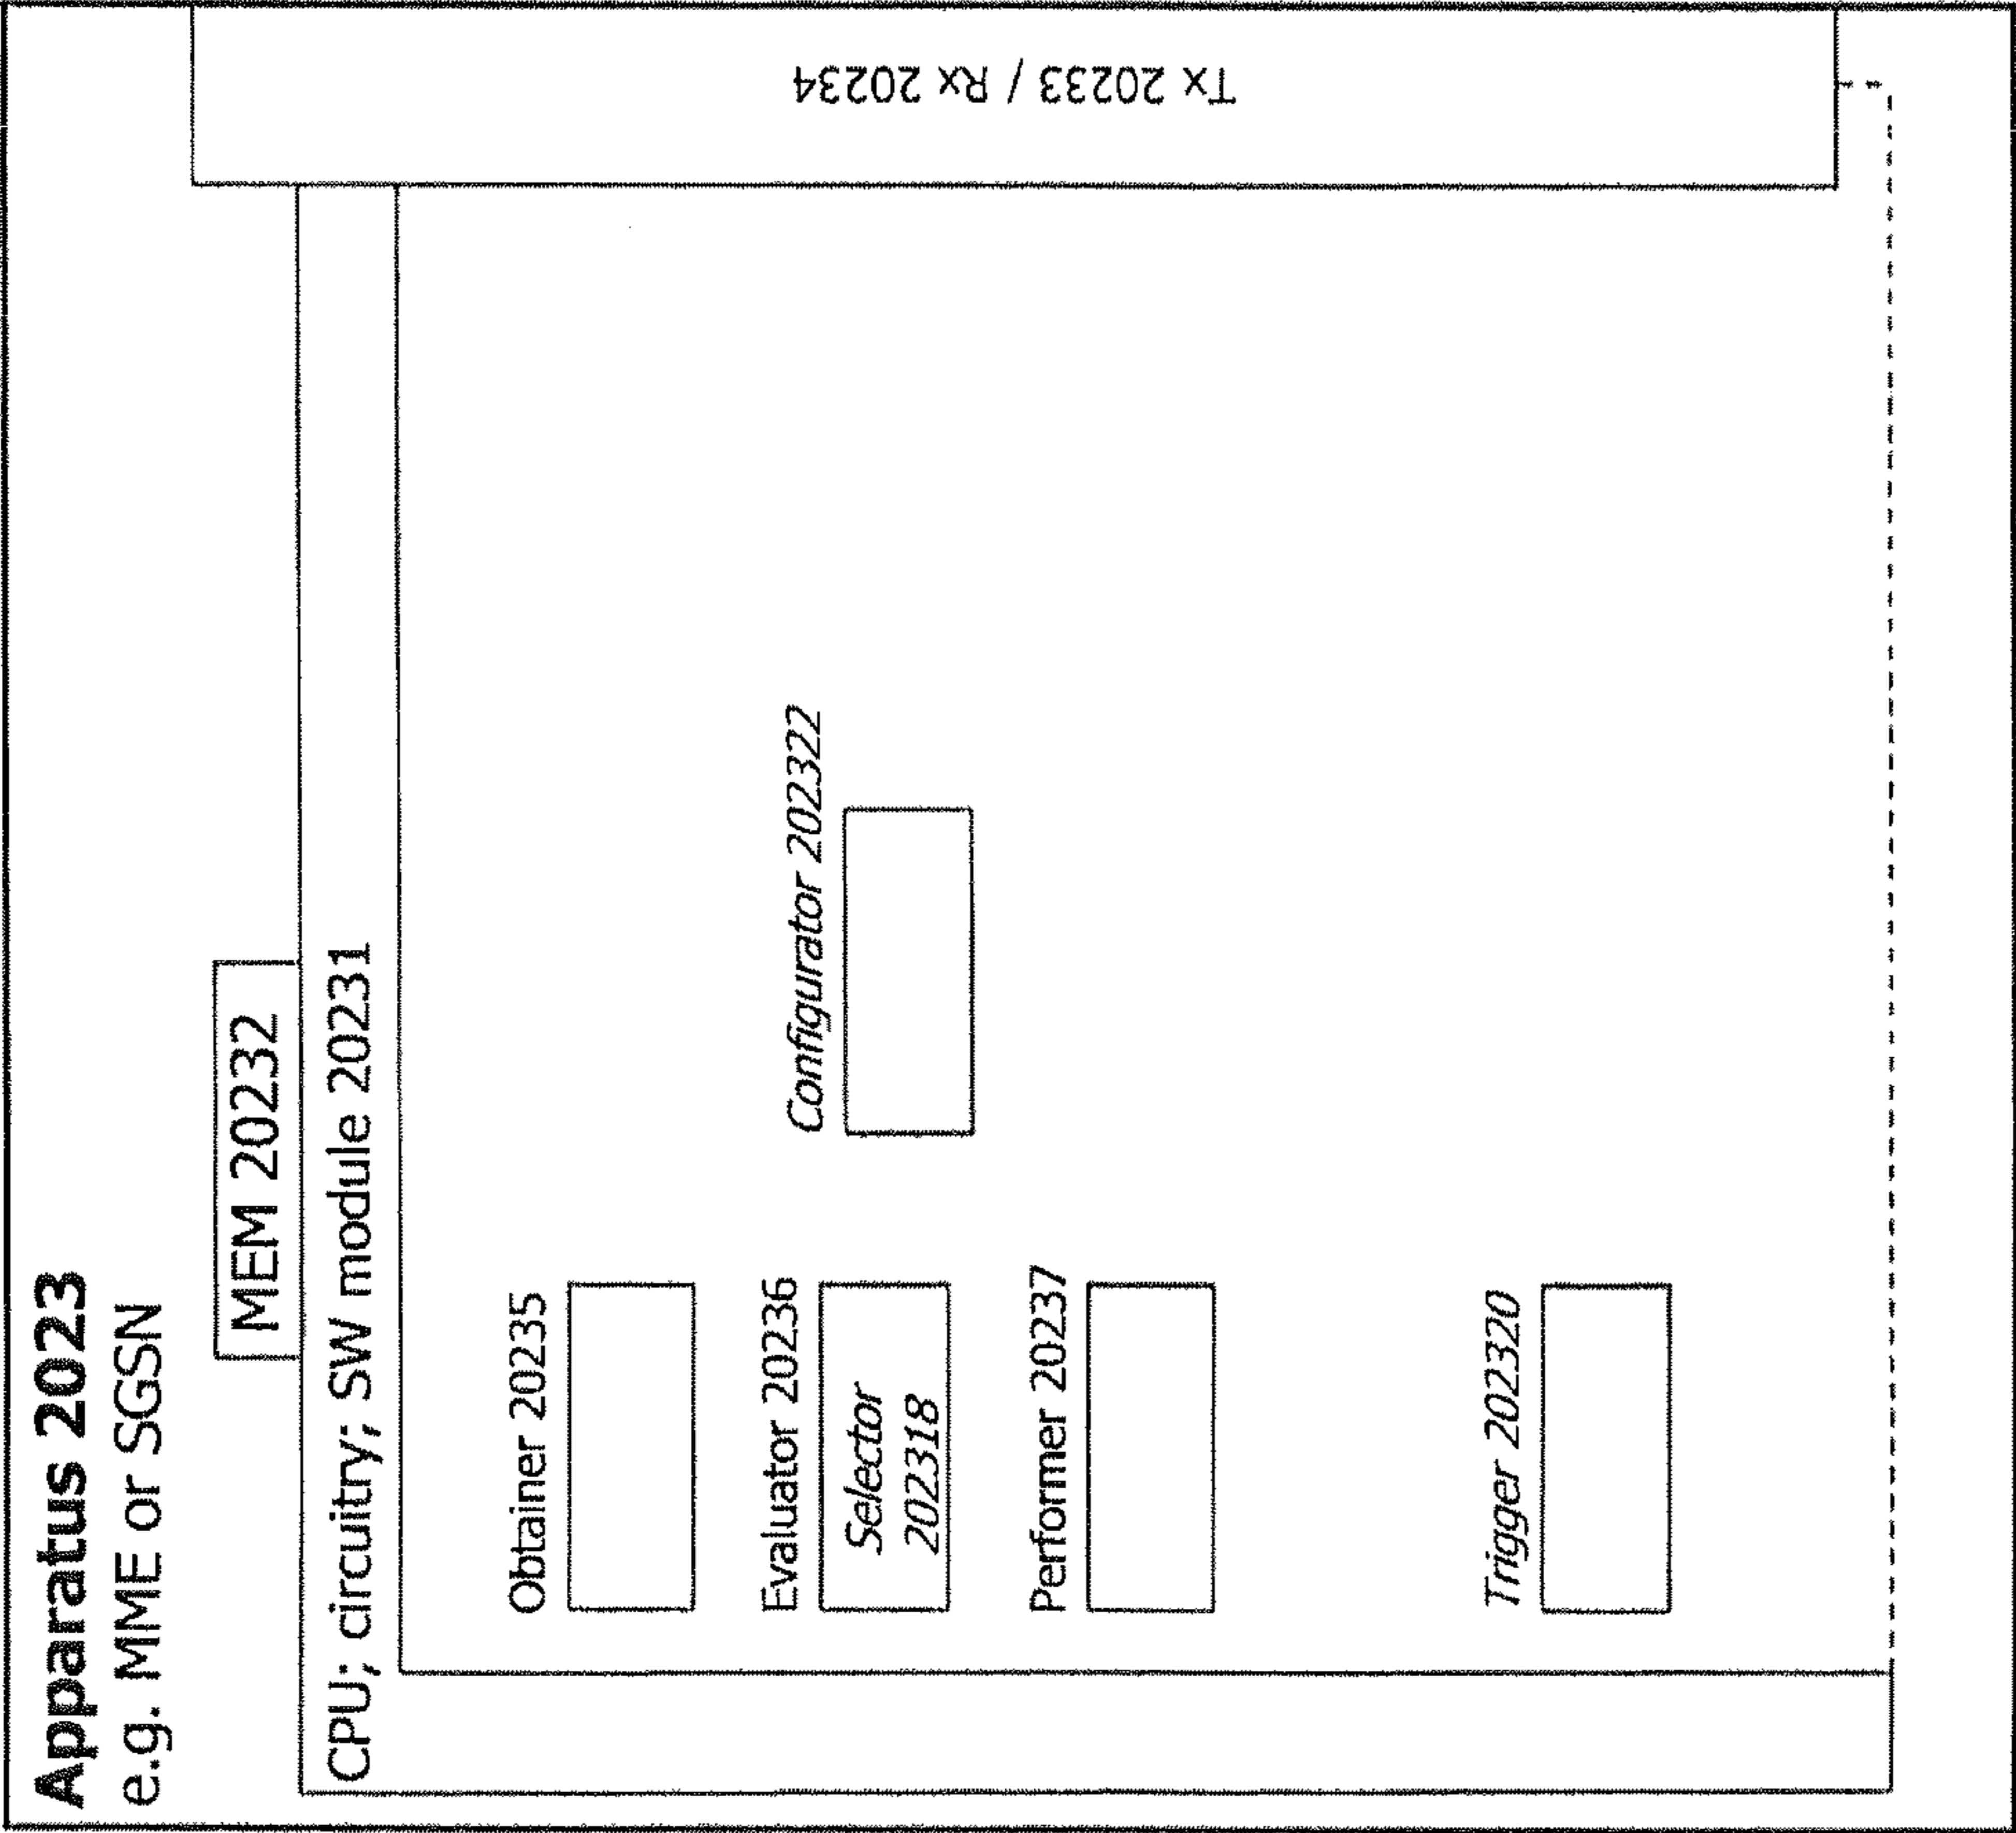 Apparatus 2023
e.g. MME or SGSN
MEM 20232
CPU; circuitry; SW module 20231
Obtainer 20235
Evaluator 20236
Selector
202318
Performer 20237
Configurator 202322
Trigger 202320
Tx 20233 / Rx 20234